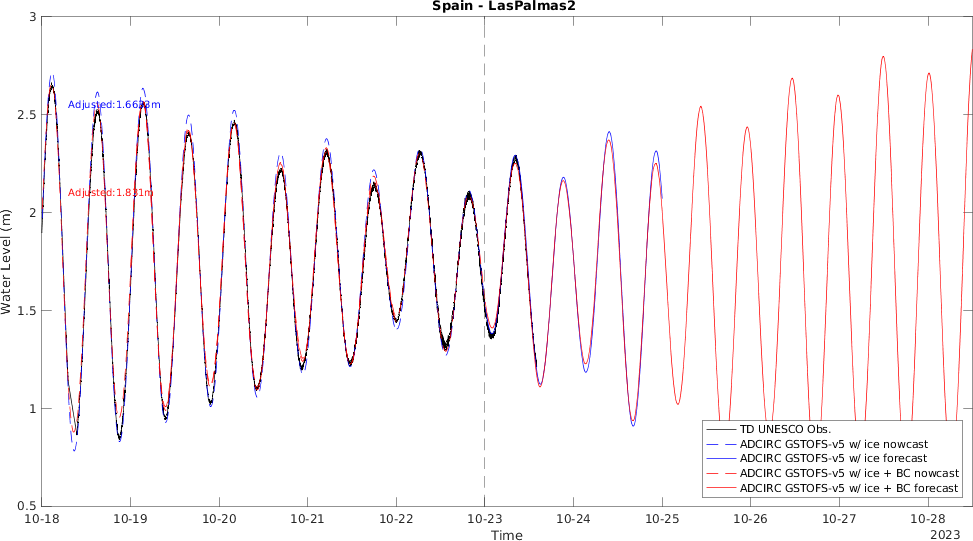 Spain - LasPalmas2
3
2.5
2
1.5
1
0.5
Water Level (m)
Adjusted:1.831m
TD UNESCO Obs.
ADCIRC GSTOFS-v5 w/ ice nowcast
ADCIRC GSTOFS-v5 w/ ice forecast
ADCIRC GSTOFS-v5 w/ ice + BC nowcast
ADCIRC GSTOFS-v5 w/ ice + BC forecast
10-18 10-19 10-20 10-21 10-22 10-23 10-24 10-25 10-26 10-27 10-28
2023
Time